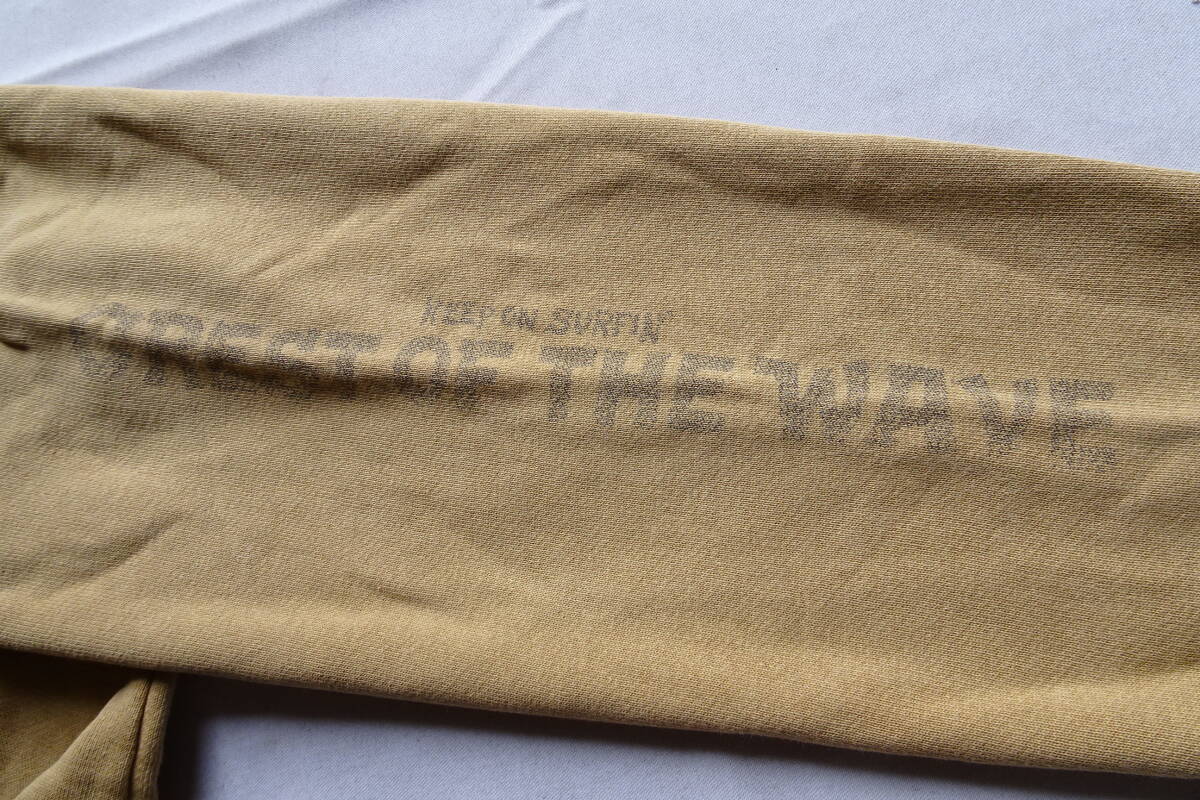 KEEP ON SURFIN'
CREST OF THE WAVE